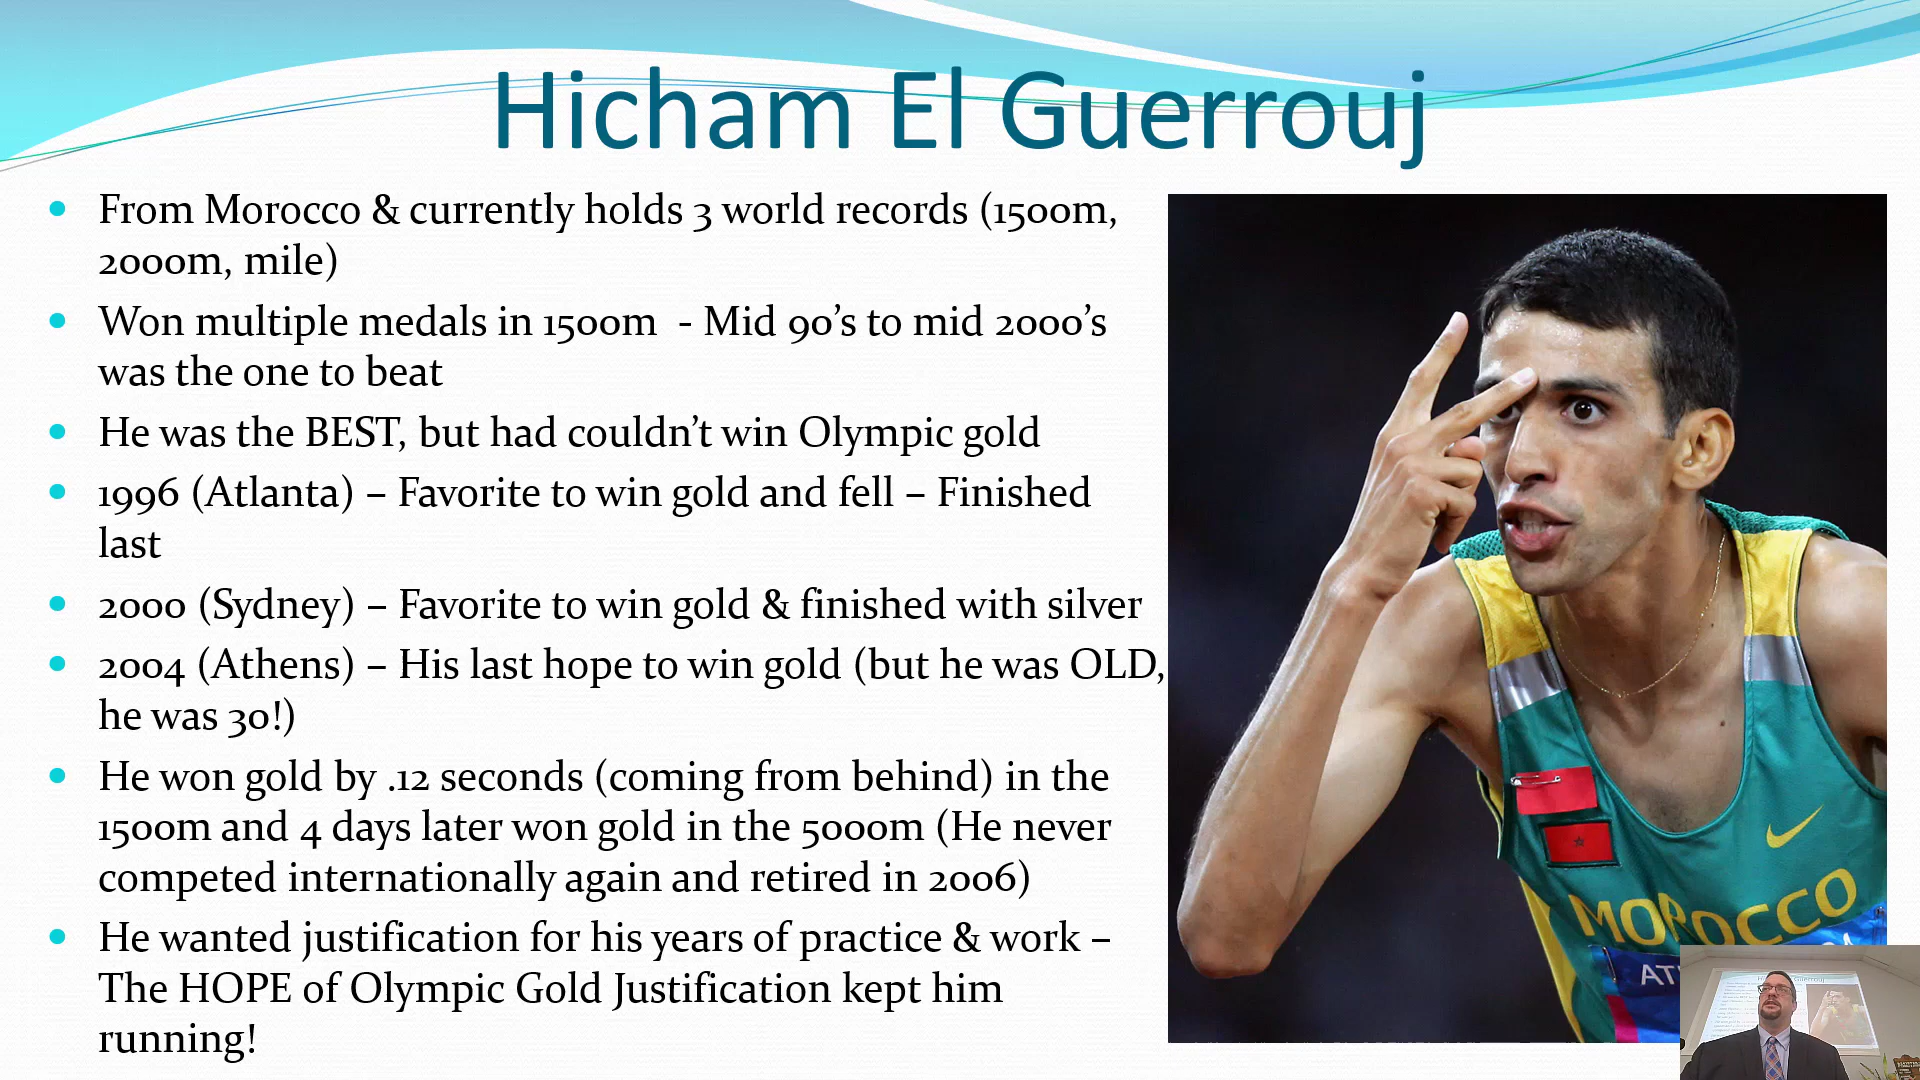 Hicham El Guerrouj
From Morocco & currently holds 3 world records (1500m,
2000m, mile)
Won multiple medals in 1500m  - Mid 90’s to mid 2000’s
was the one to beat
He was the BEST, but had couldn’t win Olympic gold
1996 (Atlanta) – Favorite to win gold and fell – Finished
last
2000 (Sydney) – Favorite to win gold & finished with silver
2004 (Athens) – His last hope to win gold (but he was OLD,
he was 30!)
He won gold by .12 seconds (coming from behind) in the
1500m and 4 days later won gold in the 5000m (He never
competed internationally again and retired in 2006)
He wanted justification for his years of practice & work –
The HOPE of Olympic Gold Justification kept him
running!
MOROCCO